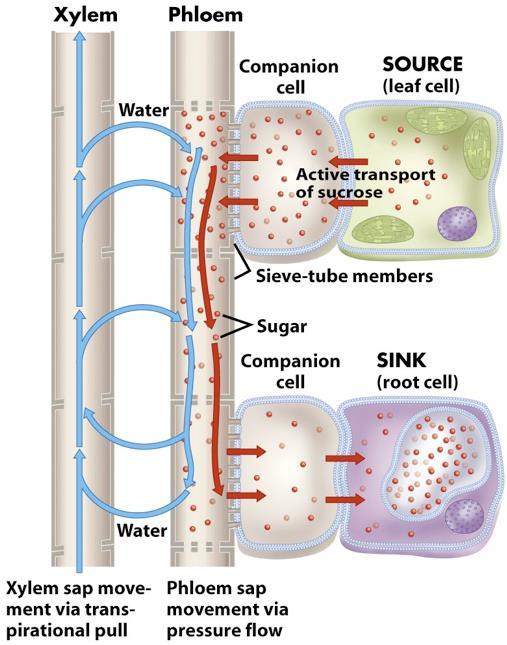 Xylem
Phloem
Companion
cell
SOURCE
(leaf cell)
Water
Active transport
of sucrose
Sieve-tube members
Sugar
Companion
cell
SINK
(root cell)
Water
Xylem sap move-
ment via trans-
pirational pull
Phloem sap
movement via
pressure flow